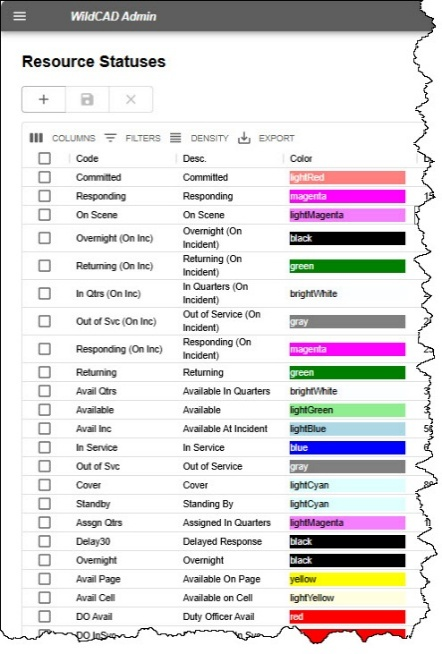 WildCAD Admin
Resource Statuses
COLUMNS FILTERS DENSITY EXPORT
Code Desc. Color
Committed Committed lightRed
Responding Responding magenta
On Scene On Scene lightMagenta
Overnight (On Inc) Overnight (On Incident) black
Returning (On Inc) Returning (On Incident) green
In Qtrs (On Inc) In Quarters (On Incident) brightWhite
Out of Svc (On Inc) Out of Service (On Incident) gray
Responding (On Inc) Responding (On Incident) magenta
Returning Returning green
Avail Qtrs Available In Quarters brightWhite
Available Available lightGreen
Avail Inc Available At Incident lightBlue
In Service In Service blue
Out of Svc Out of Service gray
Cover Cover lightCyan
Standby Standing By lightCyan
Assgn Qtrs Assigned In Quarters lightMagenta
Delay30 Delayed Response black
Overnight Overnight black
Avail Page Available On Page yellow
Avail Cell Available on Cell lightYellow
DO Avail Duty Officer Avail red
DO InSvc In Svc